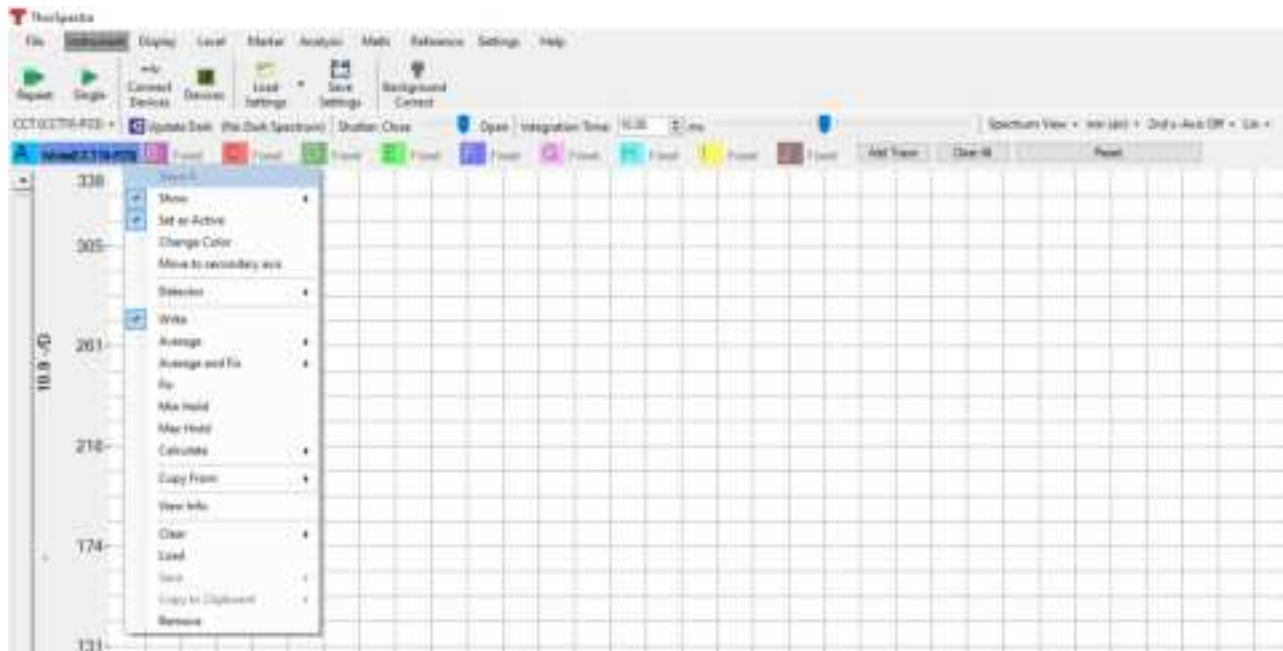 ThorSpectra
File Instrument Display Level Marker Analysis Math Reference Settings Help
Repeat Single Connect Devices Devices Load Settings Save Settings Background Correct
Update Dark (No Dark Spectrum) Shutter: Close Open Integration Time: 10.00 ms Spectrum View
A B Fixed C Fixed D Fixed E Fixed F Fixed G Fixed H Fixed I Fixed J Fixed Add Trace Clear All Reset
338
Show
Set as Active
305
Change Color
Move to secondary axis
Detector
Write
261
Average
Average and Fix
Fix
Min Hold
Max Hold
218
Calculate
Copy From
View Info
Clear
174
Load
Save
Copy to Clipboard
Remove
131